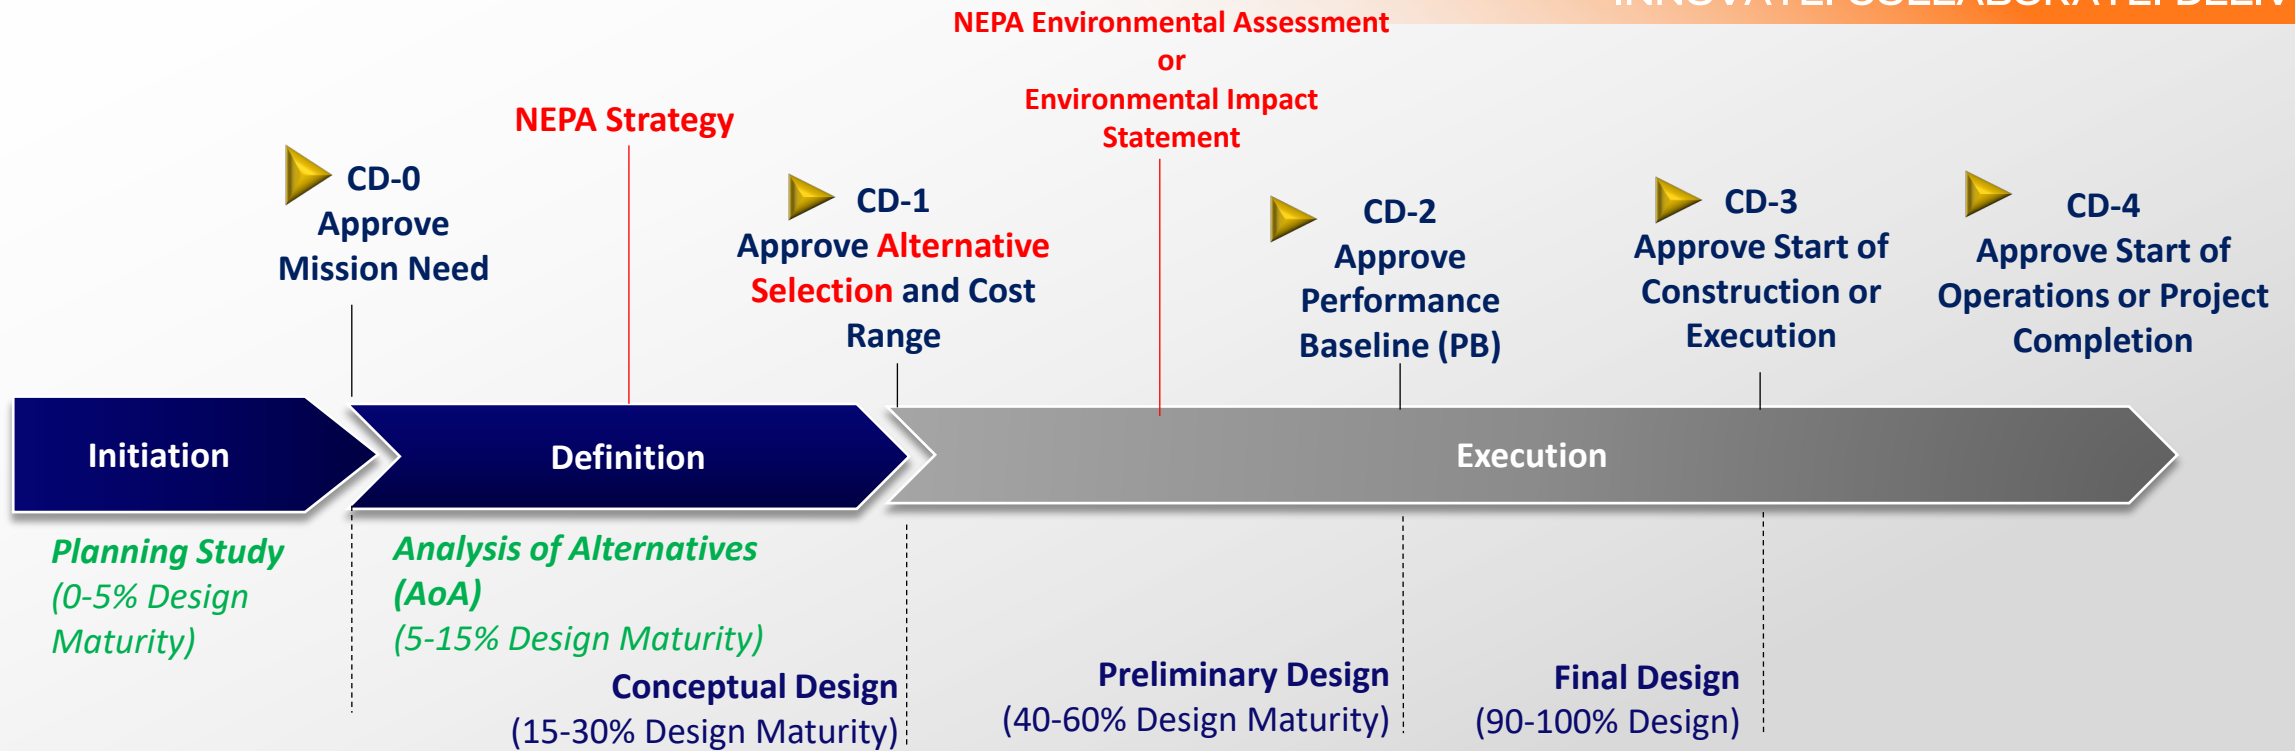 NEPA Environmental Assessment
or
Environmental Impact
Statement
NEPA Strategy
CD-0
Approve
Mission Need
CD-1
Approve Alternative
Selection and Cost
Range
CD-2
Approve
Performance
Baseline (PB)
CD-3
Approve Start of
Construction or
Execution
CD-4
Approve Start of
Operations or Project
Completion
Initiation
Definition
Execution
Planning Study
(0-5% Design
Maturity)
Analysis of Alternatives
(AoA)
(5-15% Design Maturity)
Conceptual Design
(15-30% Design Maturity)
Preliminary Design
(40-60% Design Maturity)
Final Design
(90-100% Design)